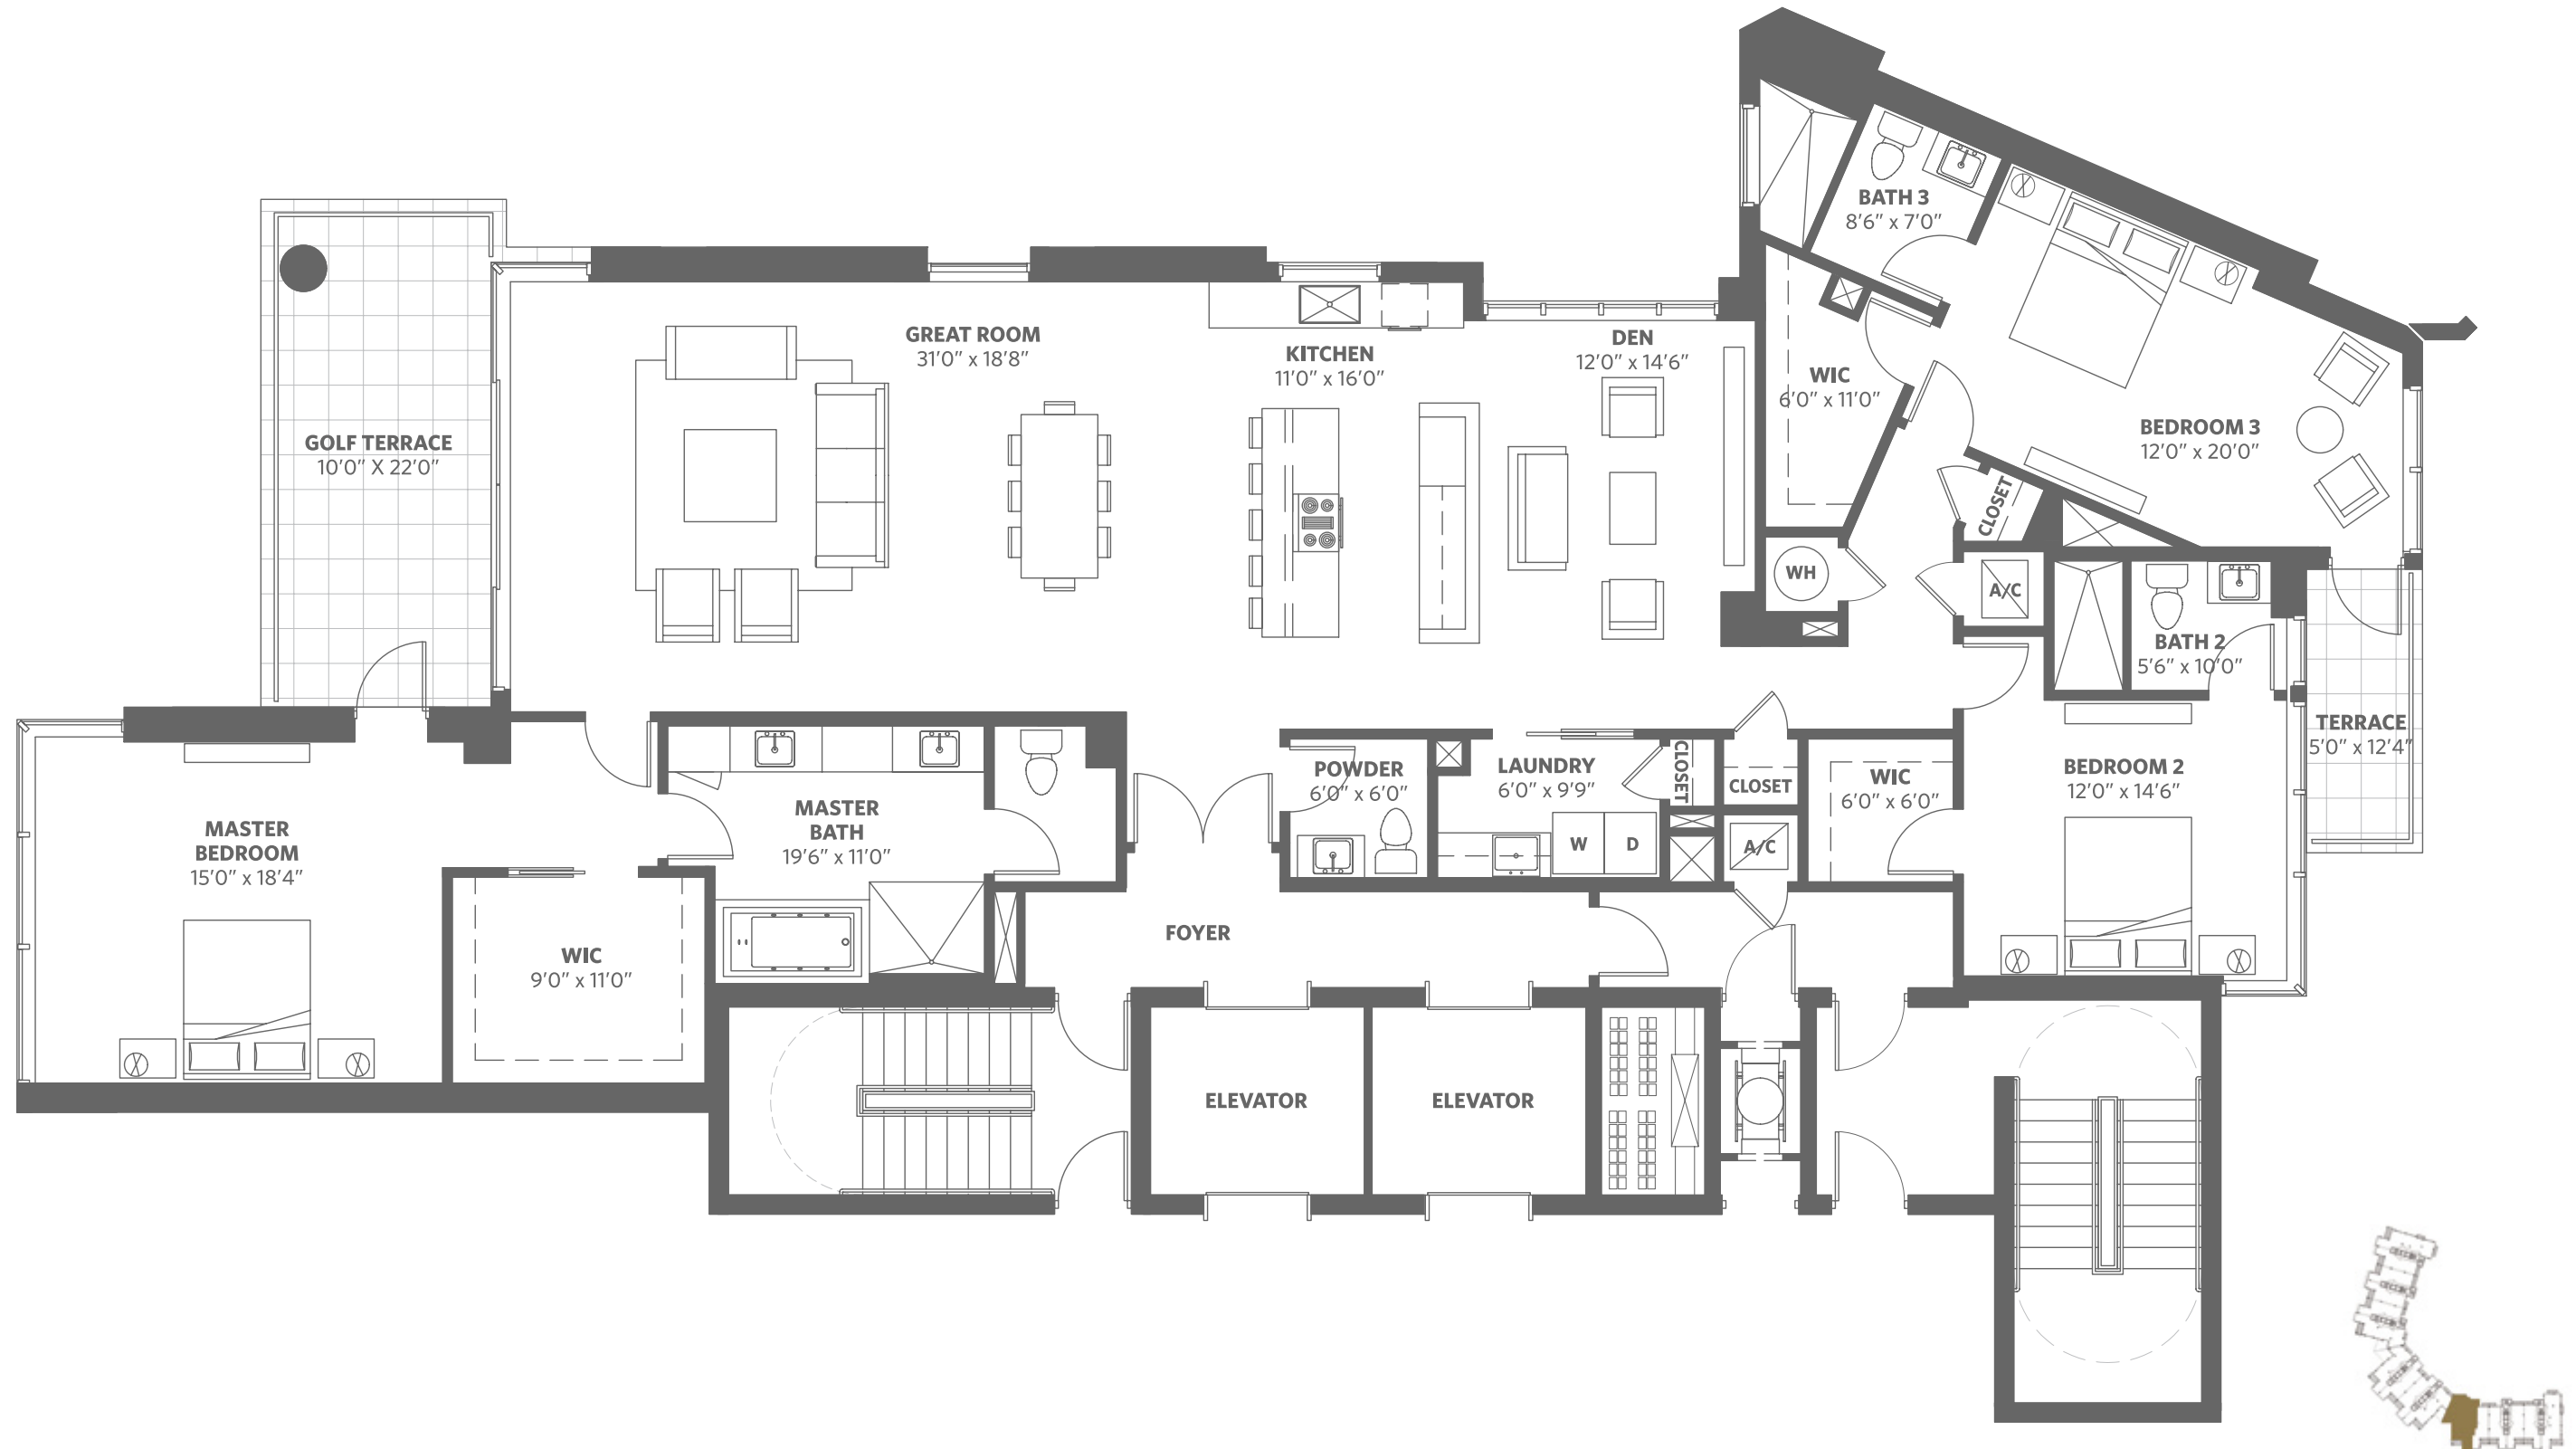 BATH 3
8'6" x 7'0"
GREAT ROOM
31'0" x 18'8"
KITCHEN
11'0" x 16'0"
DEN
12'0" x 14'6"
WIC
6'0" x 11'0"
BEDROOM 3
12'0" x 20'0"
GOLF TERRACE
10'0" X 22'0"
CLOSET
WH
A/C
BATH 2
5'6" x 10'0"
TERRACE
5'0" x 12'4"
MASTER
BEDROOM
15'0" x 18'4"
MASTER
BATH
19'6" x 11'0"
POWDER
6'0" x 6'0"
LAUNDRY
6'0" x 9'9"
CLOSET
CLOSET
WIC
6'0" x 6'0"
BEDROOM 2
12'0" x 14'6"
W
D
A/C
WIC
9'0" x 11'0"
FOYER
ELEVATOR
ELEVATOR